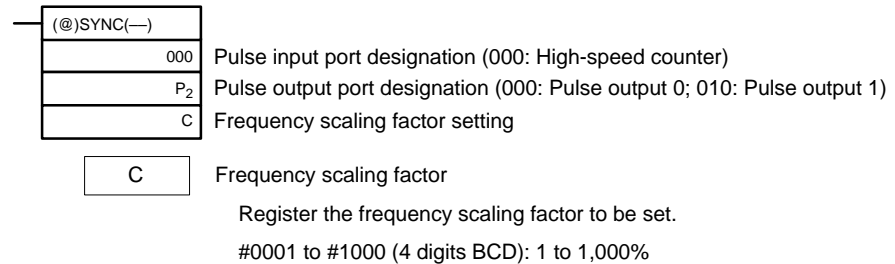 (@)SYNC(––)
000 Pulse input port designation (000: High-speed counter)
P2 Pulse output port designation (000: Pulse output 0; 010: Pulse output 1)
C Frequency scaling factor setting
C Frequency scaling factor
Register the frequency scaling factor to be set.
#0001 to #1000 (4 digits BCD): 1 to 1,000%